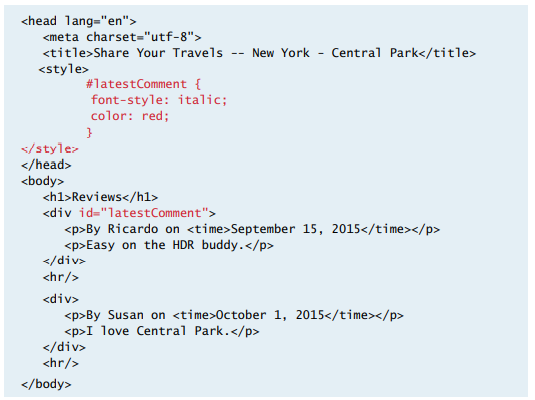 <head lang="en">
<meta charset="utf-8">
<title>Share Your Travels -- New York - Central Park</title>
<style>
#latestComment {
font-style: italic;
color: red;
}
</style>
</head>
<body>
<h1>Reviews</h1>
<div id="latestComment">
<p>By Ricardo on <time>September 15, 2015</time></p>
<p>Easy on the HDR buddy.</p>
</div>
<hr/>
<div>
<p>By Susan on <time>October 1, 2015</time></p>
<p>I love Central Park.</p>
</div>
<hr/>
</body>